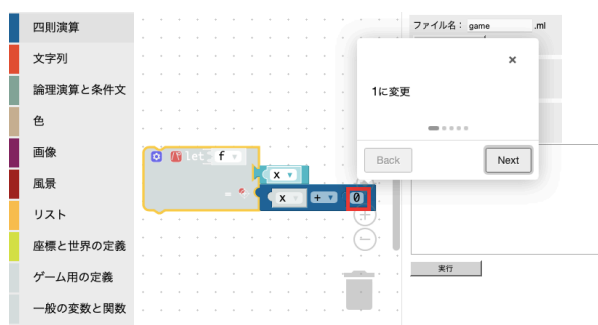 四則演算
文字列
論理演算と条件文
色
画像
風景
リスト
座標と世界の定義
ゲーム用の定義
一般の変数と関数
let f
x
= x + 0
ファイル名： game .ml
×
1に変更
Back Next
実行